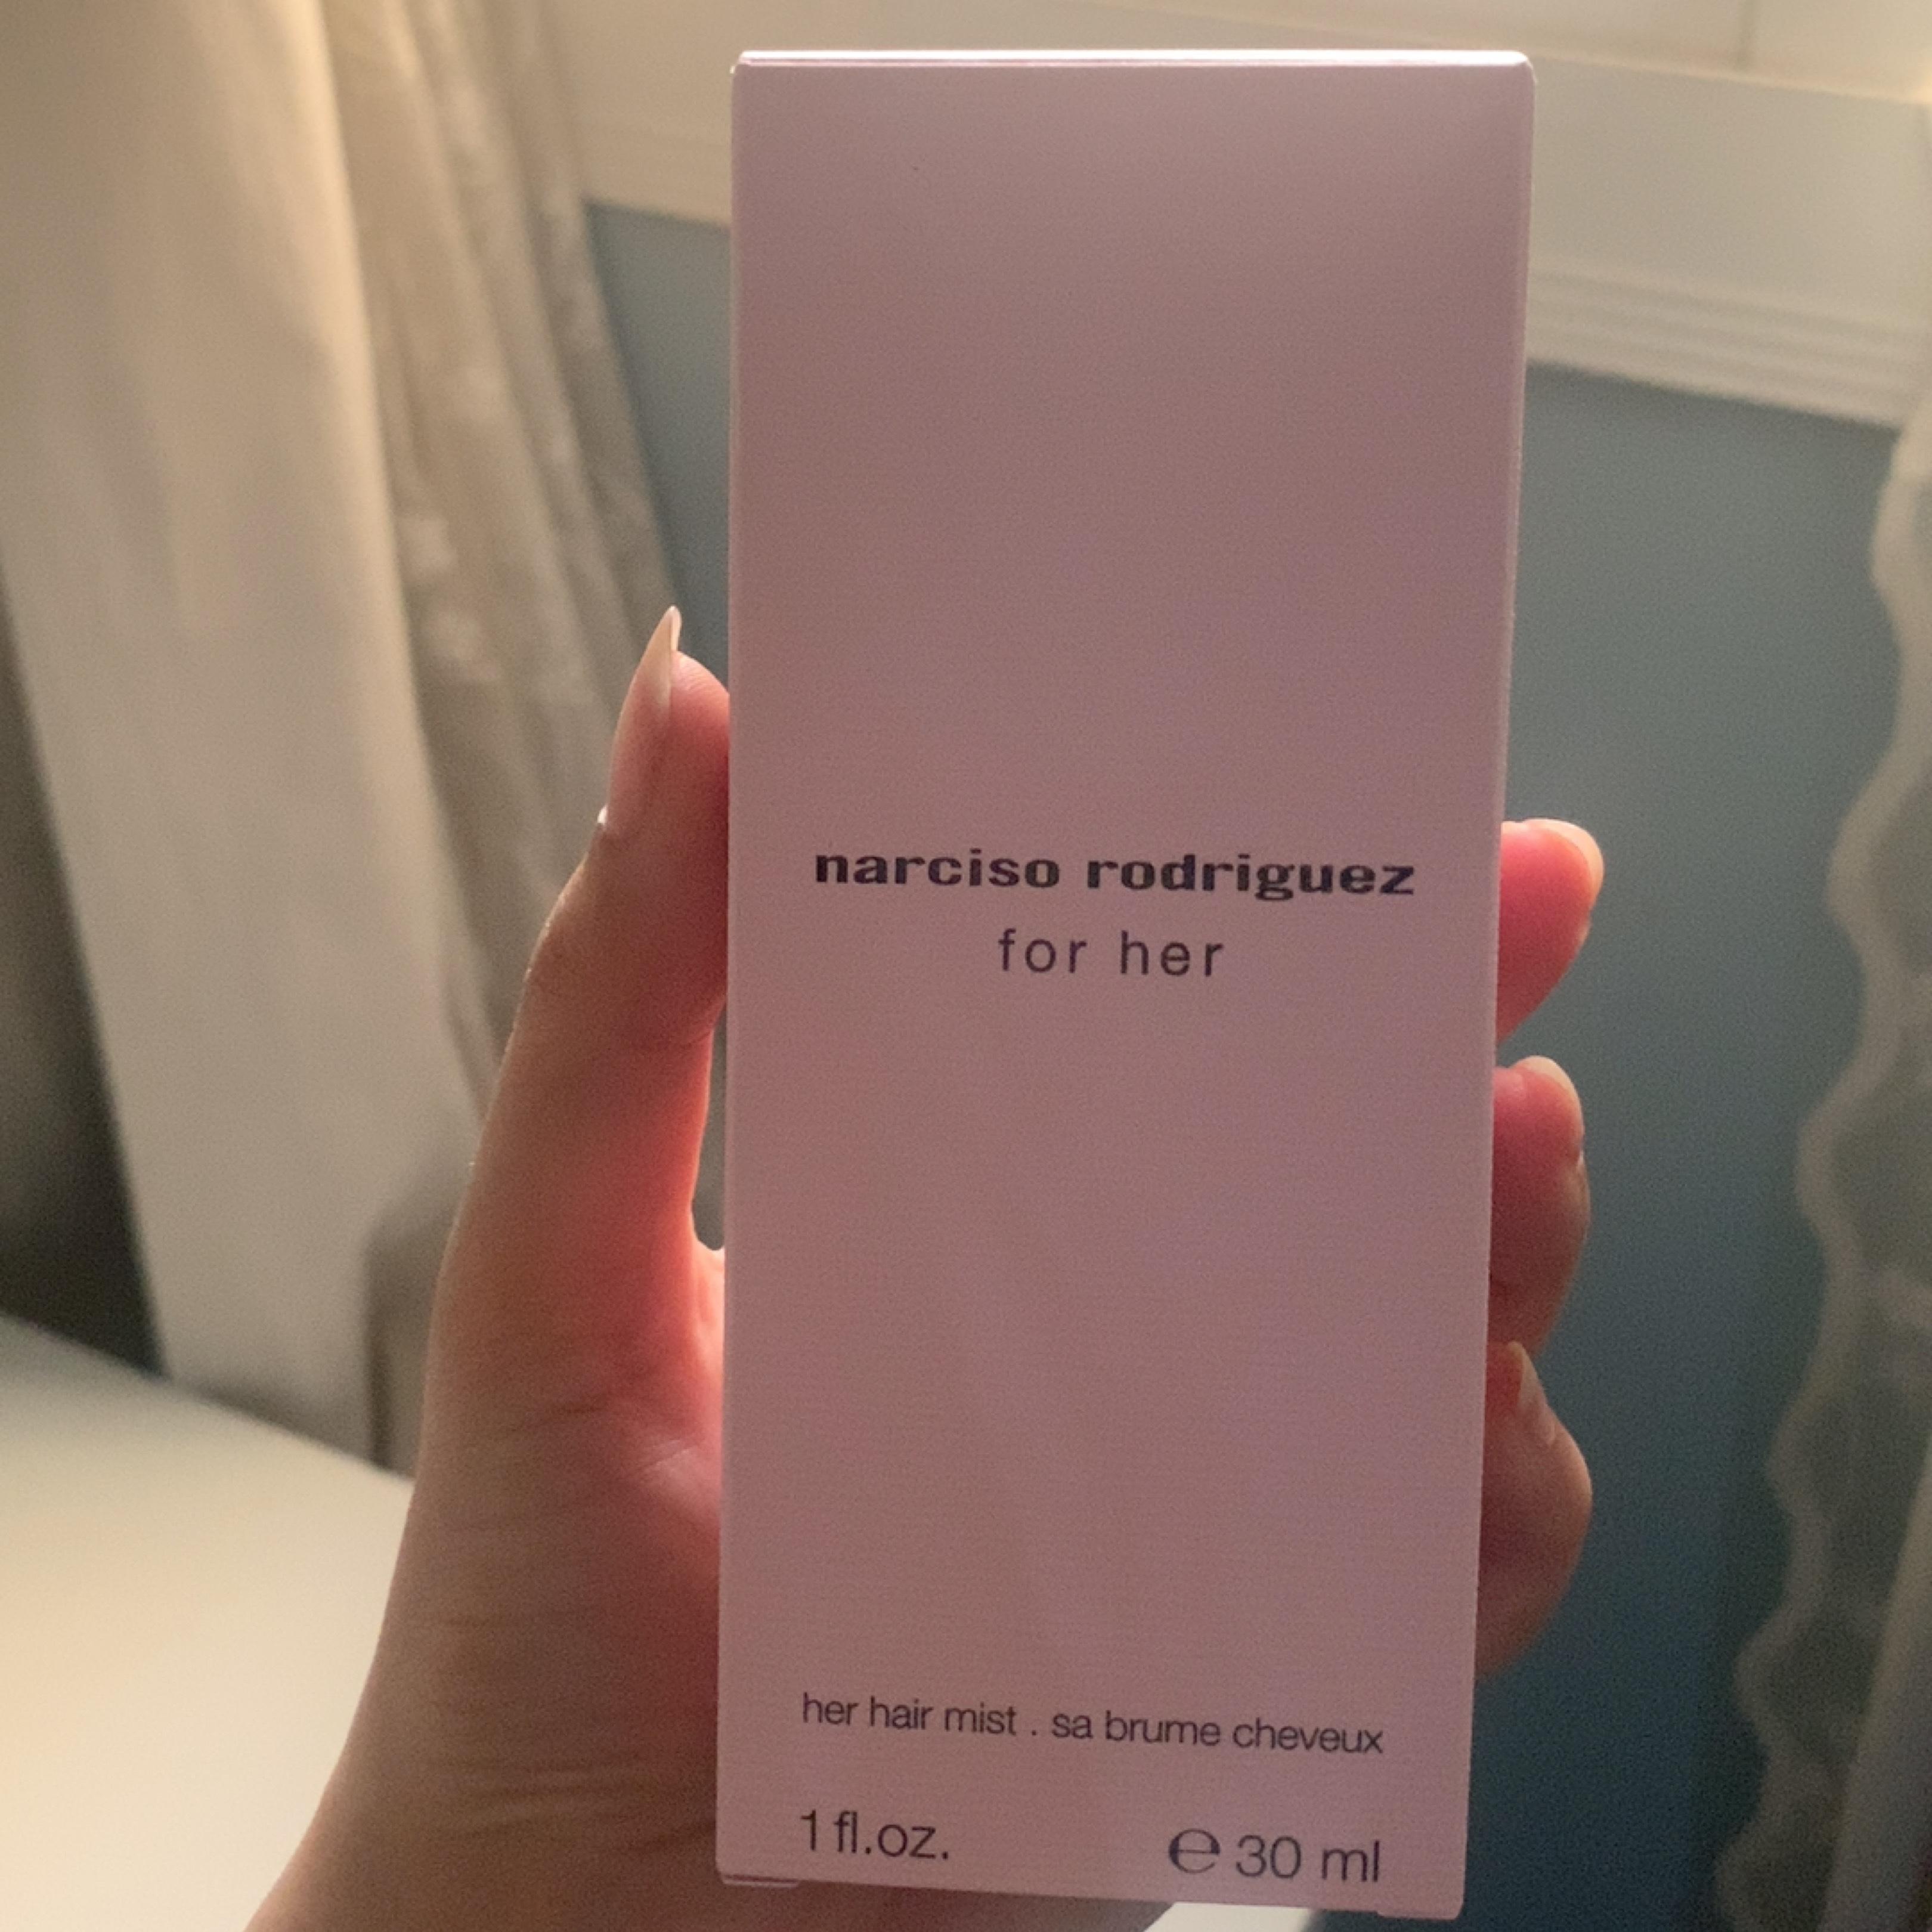 narciso rodriguez
for her
her hair mist . sa brume cheveux
1 fl.oz. ℮ 30 ml